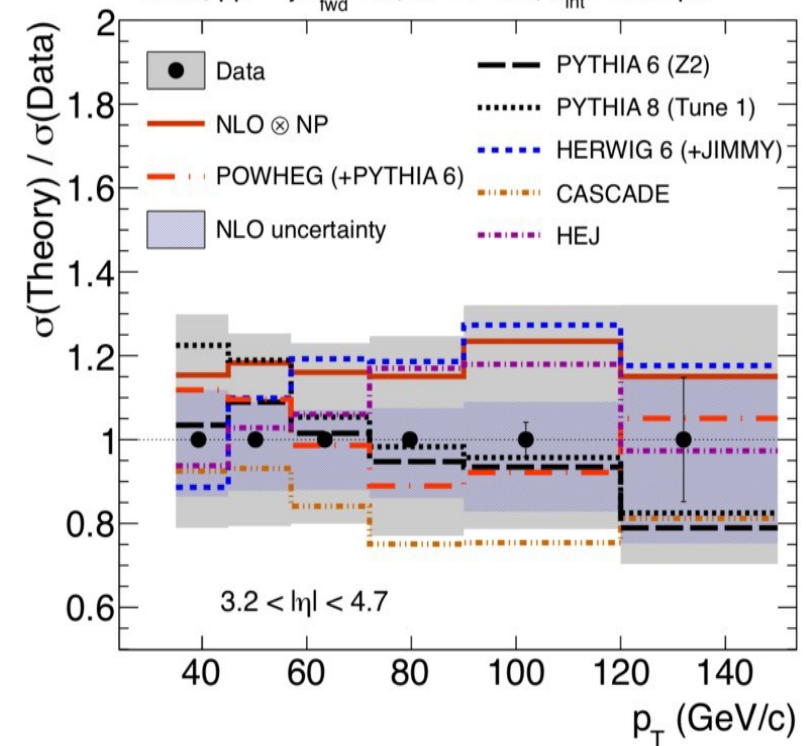 fwd
int
σ(Theory) / σ(Data)
2
1.8
1.6
1.4
1.2
1
0.8
0.6
Data
NLO ⊗ NP
POWHEG (+PYTHIA 6)
NLO uncertainty
PYTHIA 6 (Z2)
PYTHIA 8 (Tune 1)
HERWIG 6 (+JIMMY)
CASCADE
HEJ
3.2 < |η| < 4.7
40 60 80 100 120 140
p_T (GeV/c)